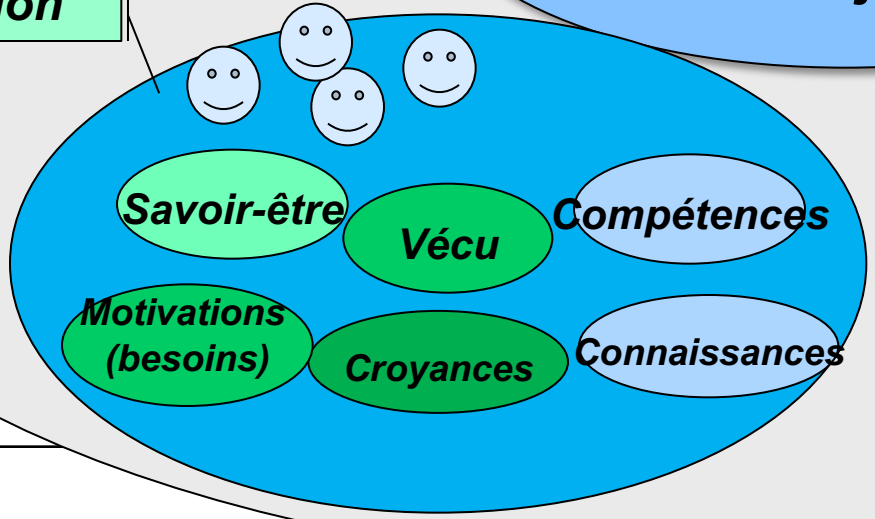 Savoir-être
Vécu
Compétences
Motivations
(besoins)
Croyances
Connaissances